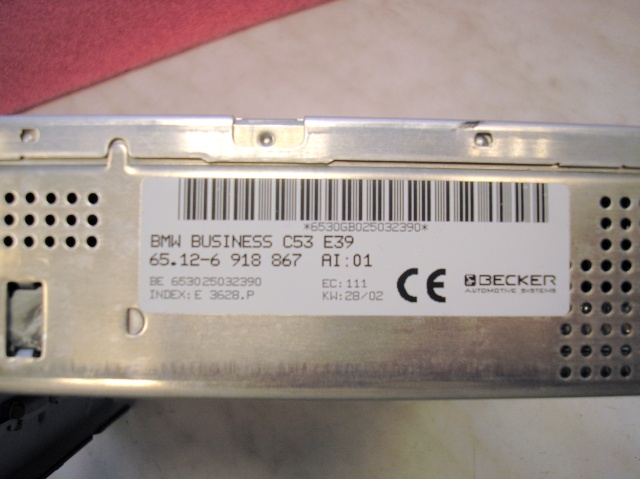 *6530GB025032390*
BMW BUSINESS C53 E39
65.12-6 918 867 AI:01
BE 653025032390 EC:111
INDEX:E 3628.P KW:28/02
CE
BECKER
AUTOMOTIVE SYSTEMS